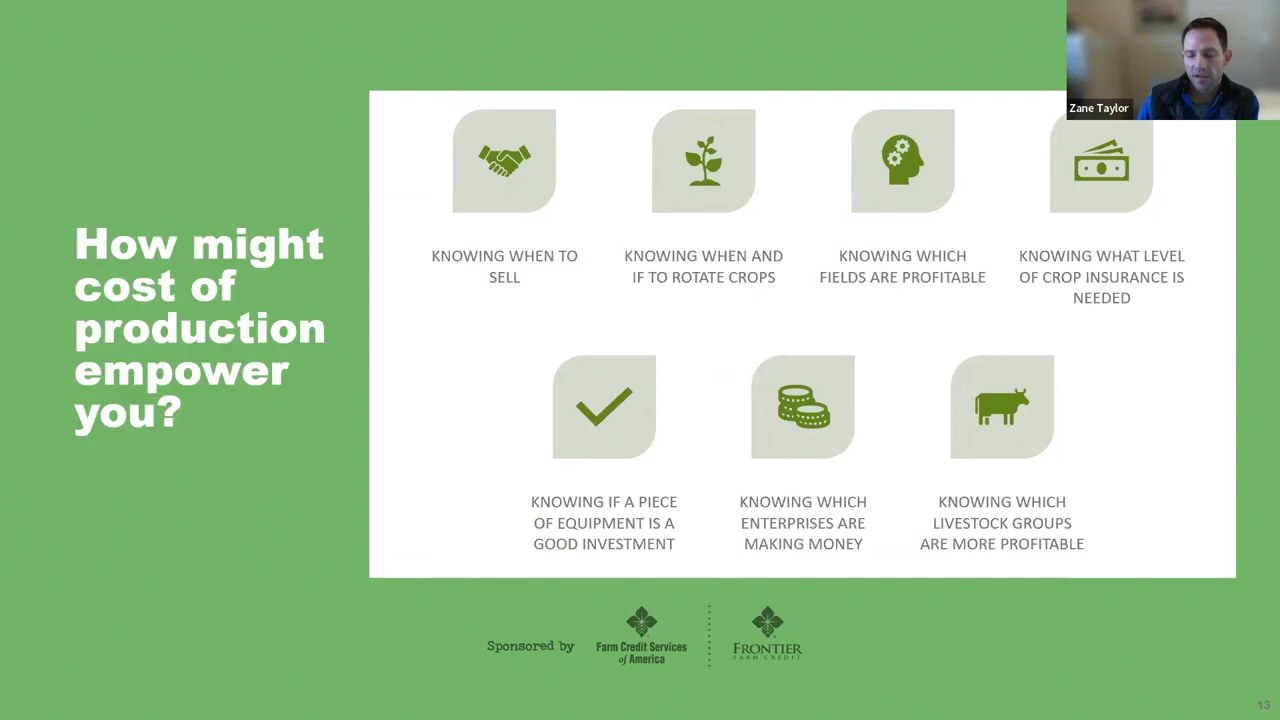 Zane Taylor
How might
cost of
production
empower
you?
KNOWING WHEN TO
SELL
KNOWING WHEN AND
IF TO ROTATE CROPS
KNOWING WHICH
FIELDS ARE PROFITABLE
KNOWING WHAT LEVEL
OF CROP INSURANCE IS
NEEDED
KNOWING IF A PIECE
OF EQUIPMENT IS A
GOOD INVESTMENT
KNOWING WHICH
ENTERPRISES ARE
MAKING MONEY
KNOWING WHICH
LIVESTOCK GROUPS
ARE MORE PROFITABLE
Sponsored by
Farm Credit Services
of America
FRONTIER
FARM CREDIT
13